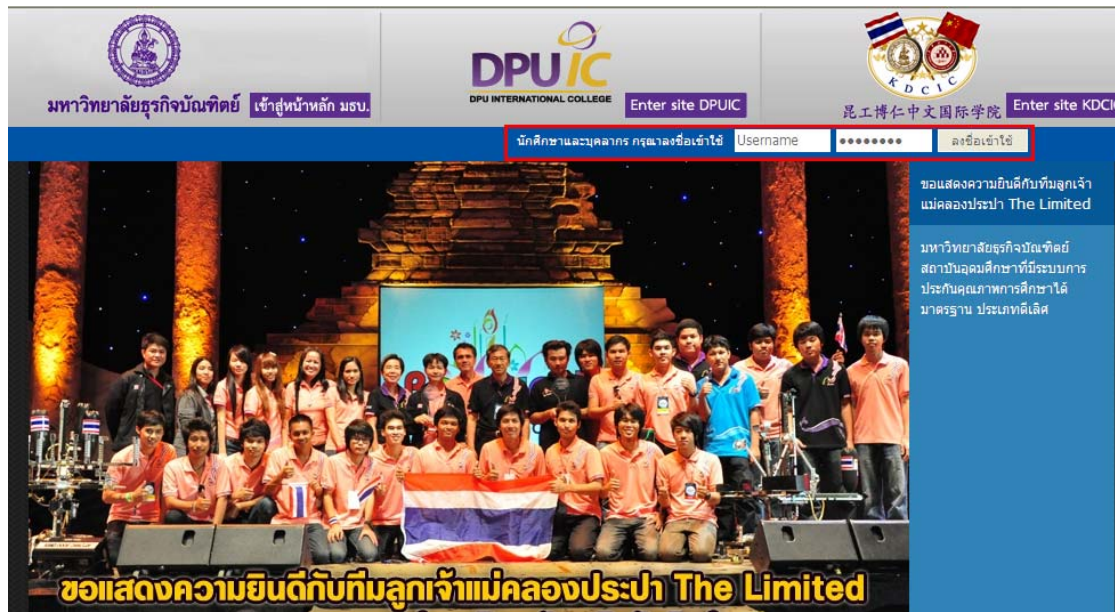 DPU IC
DPU INTERNATIONAL COLLEGE
KDCIC
มหาวิทยาลัยธุรกิจบัณฑิตย์ เข้าสู่หน้าหลัก มธบ.
Enter site DPUIC
昆工博仁中文国际学院
Enter site KDCI
นักศึกษาและบุคลากร กรุณาลงชื่อเข้าใช้ Username •••••••• ลงชื่อเข้าใช้
ขอแสดงความยินดีกับทีมลูกเจ้า
แม่คลองประปา The Limited
มหาวิทยาลัยธุรกิจบัณฑิตย์
สถาบันอุดมศึกษาที่มีระบบการ
ประกันคุณภาพการศึกษาได้
มาตรฐาน ประเภทดีเลิศ
ขอแสดงความยินดีกับทีมลูกเจ้าแม่คลองประปา The Limited